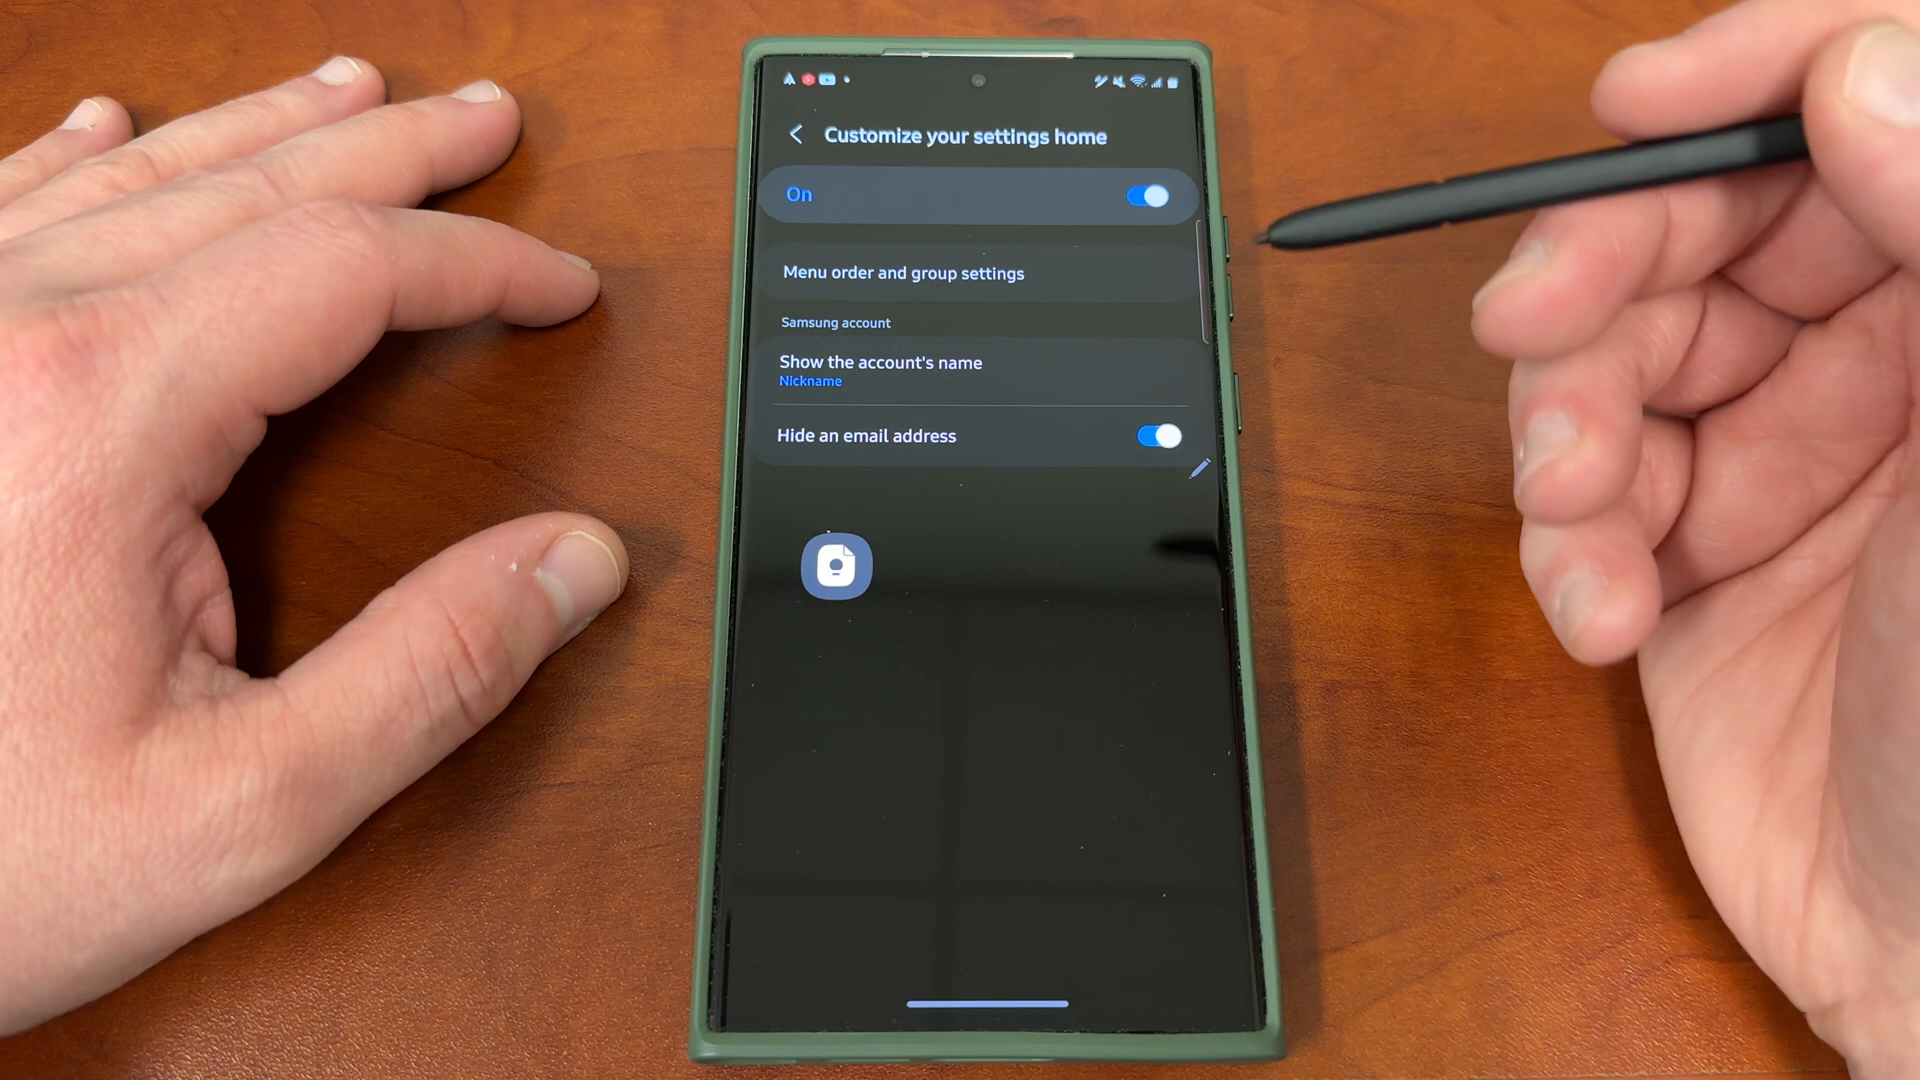 Customize your settings home
On
Menu order and group settings
Samsung account
Show the account's name
Nickname
Hide an email address